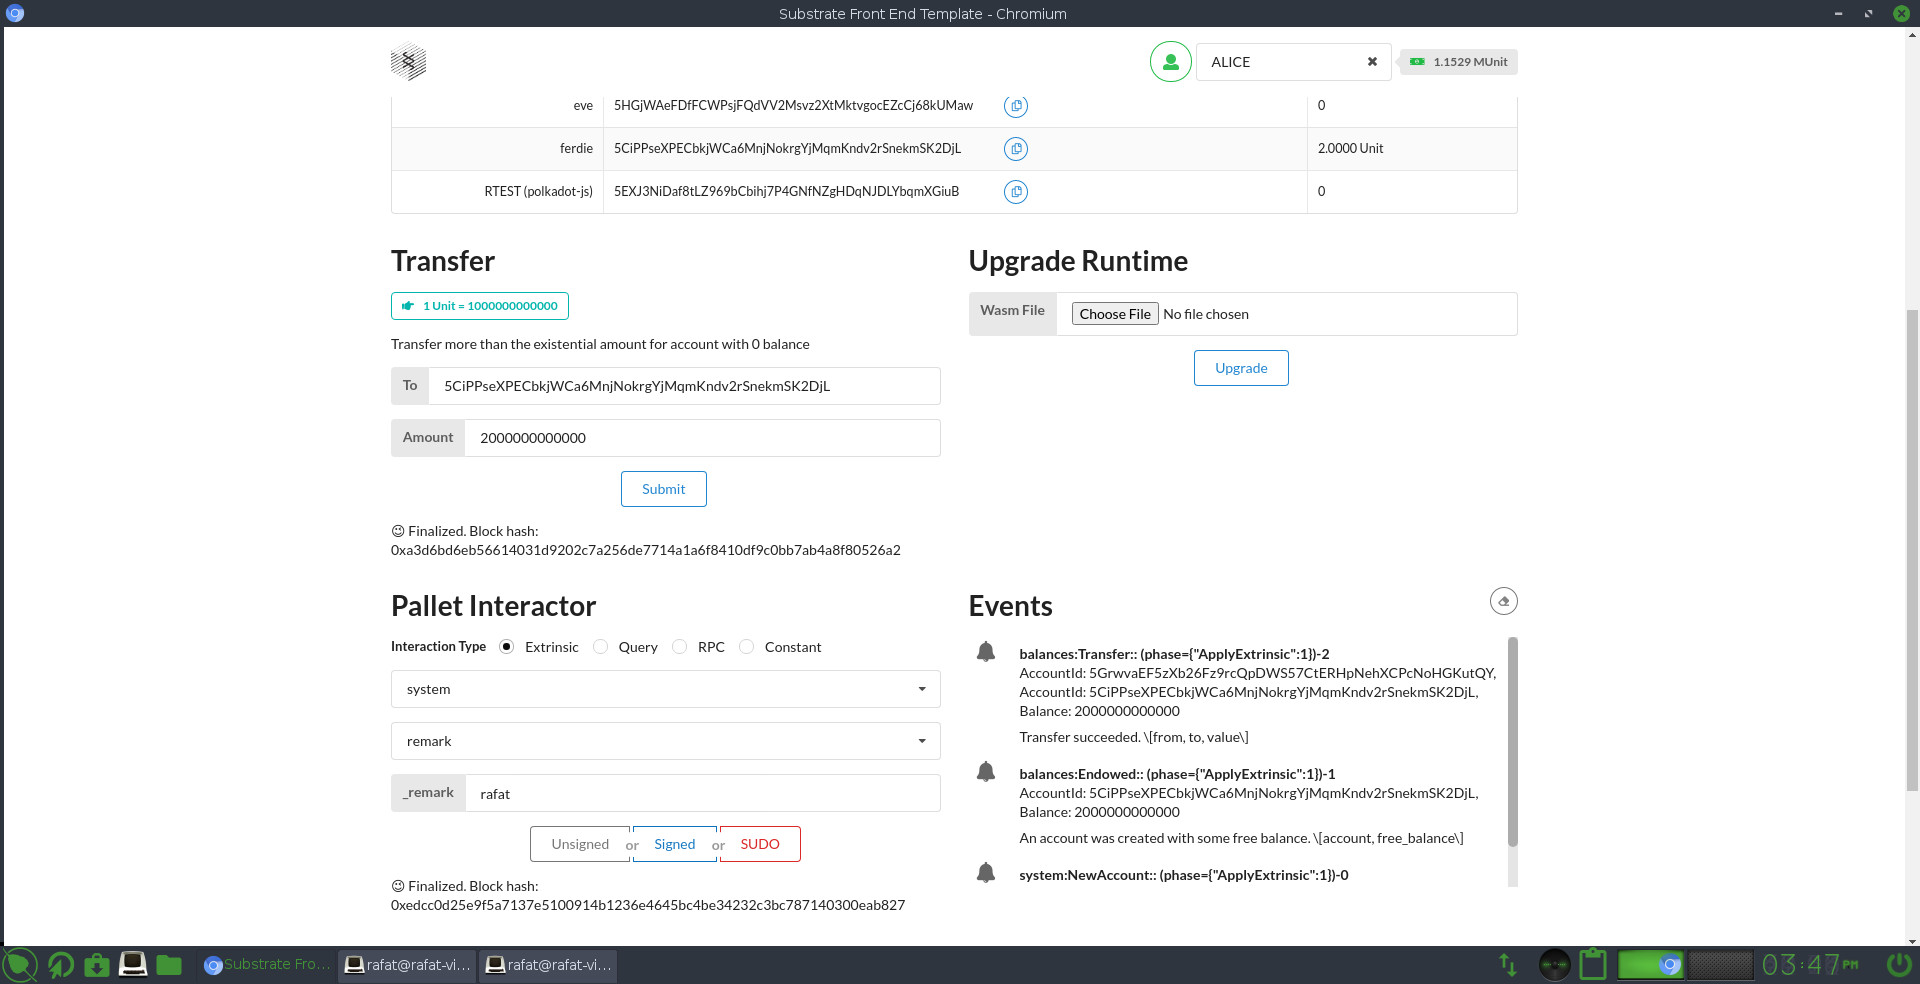 Substrate Front End Template - Chromium
ALICE
1.1529 MUnit
eve 5HGjWAeFDfFCWPsjFQdVV2Msvz2XtMktvgocEZcCj68kUMaw 0
ferdie 5CiPPseXPECbkjWCa6MnjNokrgYjMqmKndv2rSnekmSK2DjL 2.0000 Unit
RTEST (polkadot-js) 5EXJ3NiDaf8tLZ969bCbihj7P4GNfNZgHDqNJDLYbqmXGiuB 0
Transfer
1 Unit = 1000000000000
Transfer more than the existential amount for account with 0 balance
To 5CiPPseXPECbkjWCa6MnjNokrgYjMqmKndv2rSnekmSK2DjL
Amount 2000000000000
Submit
😉 Finalized. Block hash:
0xa3d6bd6eb56614031d9202c7a256de7714a1a6f8410df9c0bb7ab4a8f80526a2
Upgrade Runtime
Wasm File Choose File No file chosen
Upgrade
Pallet Interactor
Interaction Type Extrinsic Query RPC Constant
system
remark
_remark rafat
Unsigned or Signed or SUDO
😉 Finalized. Block hash:
0xedcc0d25e9f5a7137e5100914b1236e4645bc4be34232c3bc787140300eab827
Events
balances:Transfer:: (phase={"ApplyExtrinsic":1})-2
AccountId: 5GrwvaEF5zXb26Fz9rcQpDWS57CtERHpNehXCPcNoHGKutQY,
AccountId: 5CiPPseXPECbkjWCa6MnjNokrgYjMqmKndv2rSnekmSK2DjL,
Balance: 2000000000000
Transfer succeeded. \[from, to, value\]
balances:Endowed:: (phase={"ApplyExtrinsic":1})-1
AccountId: 5CiPPseXPECbkjWCa6MnjNokrgYjMqmKndv2rSnekmSK2DjL,
Balance: 2000000000000
An account was created with some free balance. \[account, free_balance\]
system:NewAccount:: (phase={"ApplyExtrinsic":1})-0
Substrate Fro...
rafat@rafat-vi...
rafat@rafat-vi...
03:47 PM